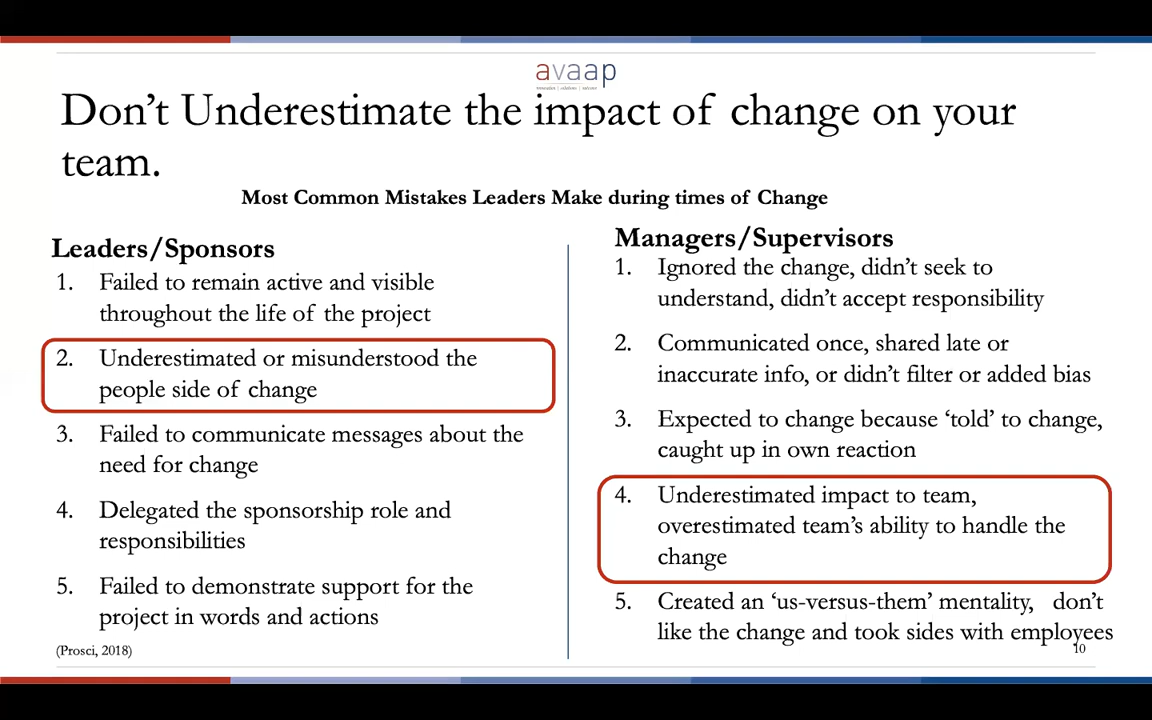 avaap
Don’t Underestimate the impact of change on your
team.
Most Common Mistakes Leaders Make during times of Change
Leaders/Sponsors
1. Failed to remain active and visible
throughout the life of the project
2. Underestimated or misunderstood the
people side of change
3. Failed to communicate messages about the
need for change
4. Delegated the sponsorship role and
responsibilities
5. Failed to demonstrate support for the
project in words and actions
(Prosci, 2018)
Managers/Supervisors
1. Ignored the change, didn’t seek to
understand, didn’t accept responsibility
2. Communicated once, shared late or
inaccurate info, or didn’t filter or added bias
3. Expected to change because ‘told’ to change,
caught up in own reaction
4. Underestimated impact to team,
overestimated team’s ability to handle the
change
5. Created an ‘us-versus-them’ mentality, don’t
like the change and took sides with employees
10